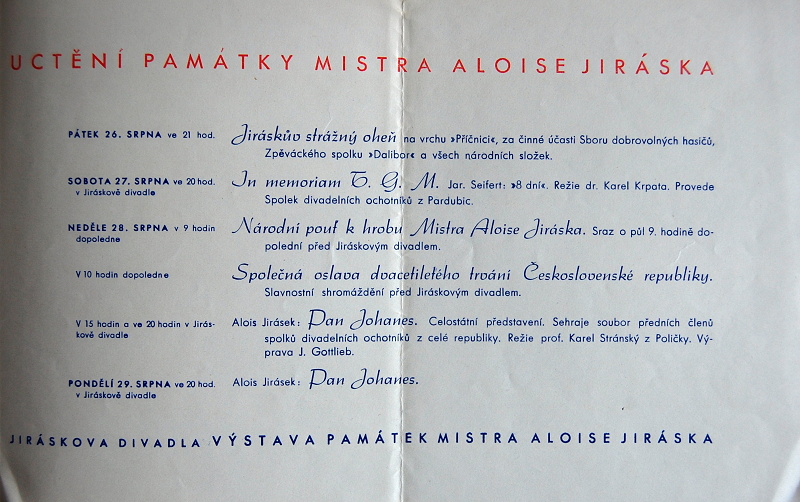 UCTĚNÍ PAMÁTKY MISTRA ALOISE JIRÁSKA
PÁTEK 26. SRPNA ve 21 hod. Jiráskův strážný oheň na vrchu »Příčnici«, za činné účasti Sboru dobrovolných hasičů,
Zpěváckého spolku »Dalibor« a všech národních složek.
SOBOTA 27. SRPNA ve 20 hod. In memoriam T. G. M. Jar. Seifert: »8 dní«. Režie dr. Karel Krpata. Provede
v Jiráskově divadle Spolek divadelních ochotníků z Pardubic.
NEDĚLE 28. SRPNA v 9 hodin Národní pouť k hrobu Mistra Aloise Jiráska. Sraz o půl 9. hodině do-
dopoledne polední před Jiráskovým divadlem.
V 10 hodin dopoledne Společná oslava dvacetiletého trvání Československé republiky.
Slavnostní shromáždění před Jiráskovým divadlem.
V 15 hodin a ve 20 hodin v Jirás- Alois Jirásek: Pan Johanes. Celostátní představení. Sehraje soubor předních členů
kově divadle spolků divadelních ochotníků z celé republiky. Režie prof. Karel Stránský z Poličky. Vý-
prava J. Gottlieb.
PONDĚLÍ 29. SRPNA ve 20 hod. Alois Jirásek: Pan Johanes.
v Jiráskově divadle
JIRÁSKOVA DIVADLA VÝSTAVA PAMÁTEK MISTRA ALOISE JIRÁSKA